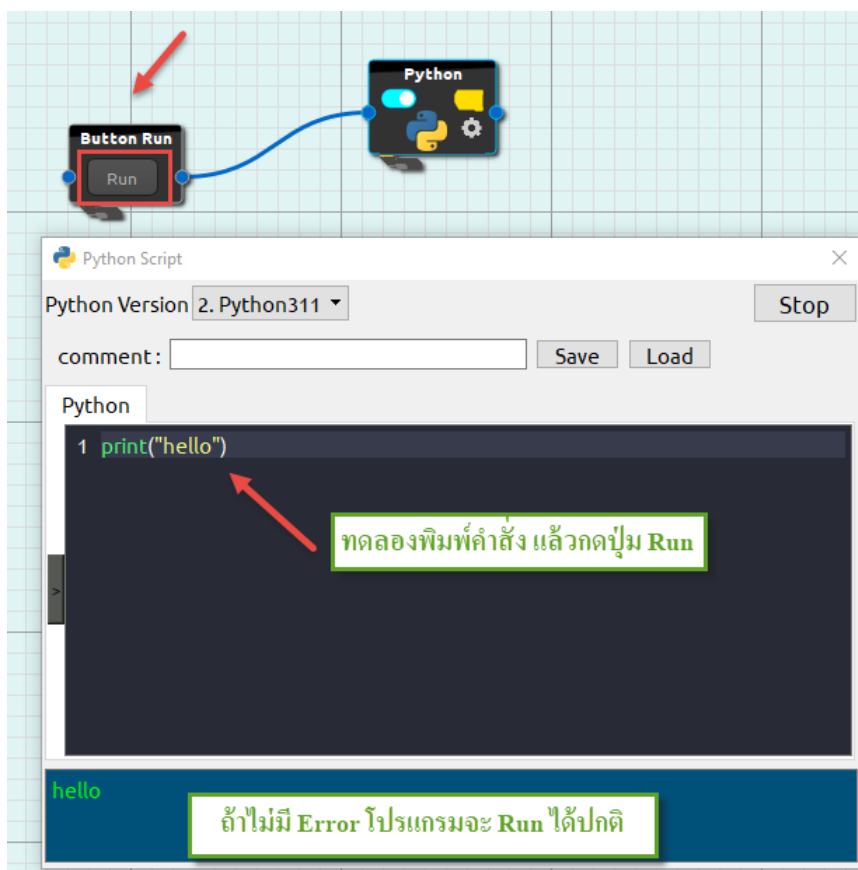 Python
Button Run
Run
Python Script
Python Version 2. Python311
Stop
comment :
Save
Load
Python
1 print("hello")
ทดลองพิมพ์คำสั่ง แล้วกดปุ่ม Run
>
hello
ถ้าไม่มี Error โปรแกรมจะ Run ได้ปกติ